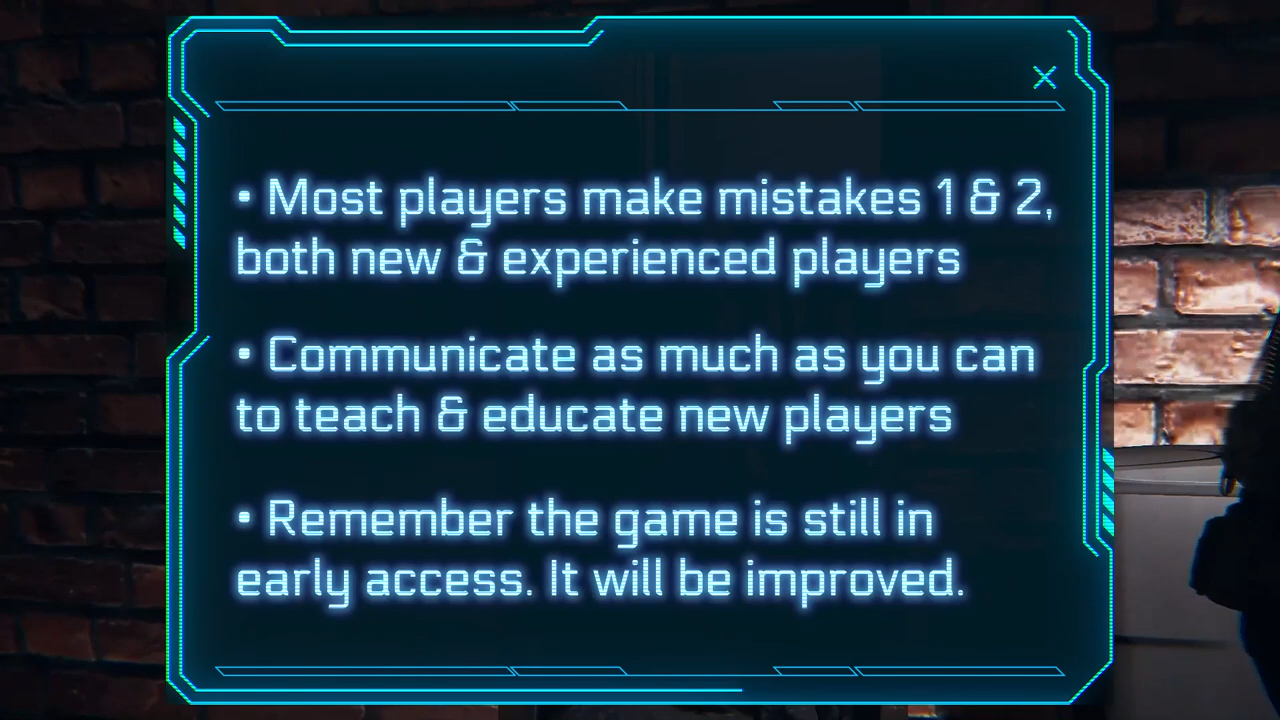 • Most players make mistakes 1 & 2,
both new & experienced players
• Communicate as much as you can
to teach & educate new players
• Remember the game is still in
early access. It will be improved.